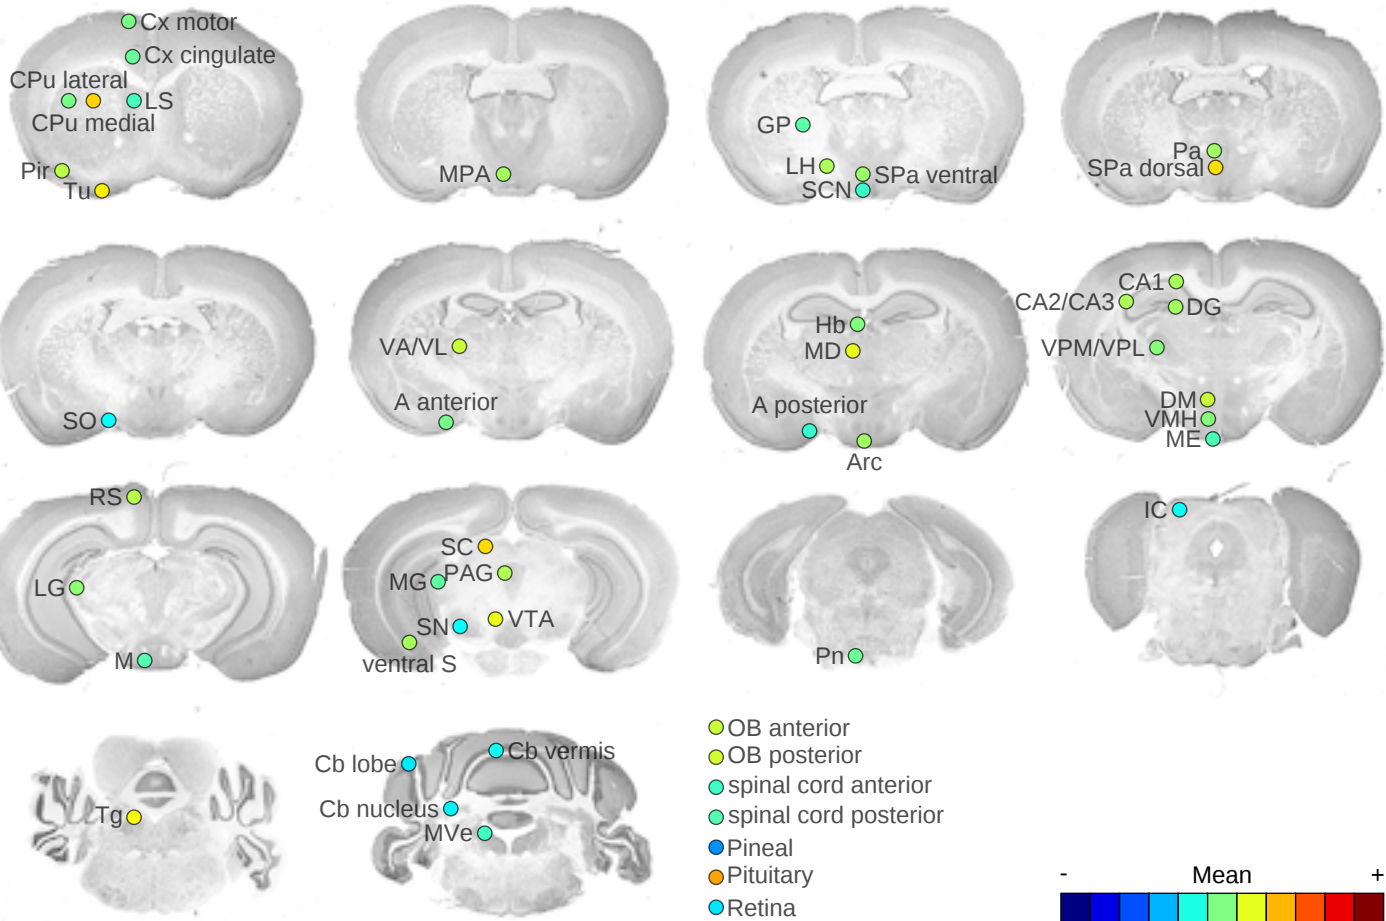 Cx motor
Cx cingulate
CPu lateral
LS
CPu medial
Pir
Tu
MPA
GP
LH
SPa ventral
SCN
Pa
SPa dorsal
SO
VA/VL
A anterior
Hb
MD
A posterior
Arc
CA1
CA2/CA3
DG
VPM/VPL
DM
VMH
ME
RS
LG
M
SC
MG
PAG
SN
VTA
ventral S
Pn
IC
Tg
Cb lobe
Cb vermis
Cb nucleus
MVe
OB anterior
OB posterior
spinal cord anterior
spinal cord posterior
Pineal
Pituitary
Retina
- Mean +